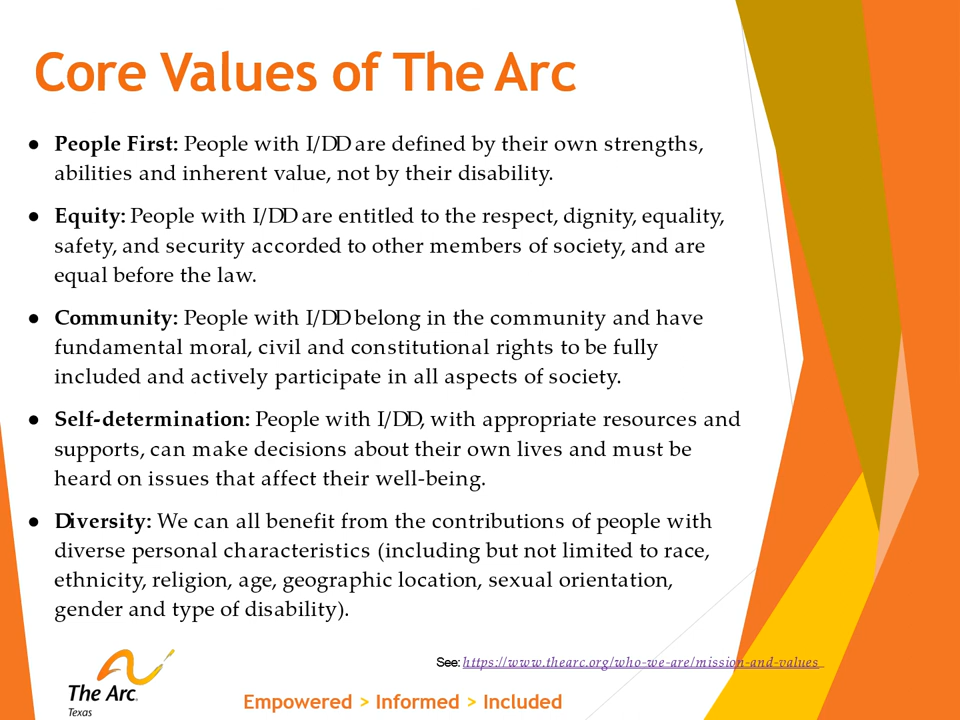 Core Values of The Arc
● People First: People with I/DD are defined by their own strengths,
abilities and inherent value, not by their disability.
● Equity: People with I/DD are entitled to the respect, dignity, equality,
safety, and security accorded to other members of society, and are
equal before the law.
● Community: People with I/DD belong in the community and have
fundamental moral, civil and constitutional rights to be fully
included and actively participate in all aspects of society.
● Self-determination: People with I/DD, with appropriate resources and
supports, can make decisions about their own lives and must be
heard on issues that affect their well-being.
● Diversity: We can all benefit from the contributions of people with
diverse personal characteristics (including but not limited to race,
ethnicity, religion, age, geographic location, sexual orientation,
gender and type of disability).
See: https://www.thearc.org/who-we-are/mission-and-values
The Arc.
Texas
Empowered > Informed > Included